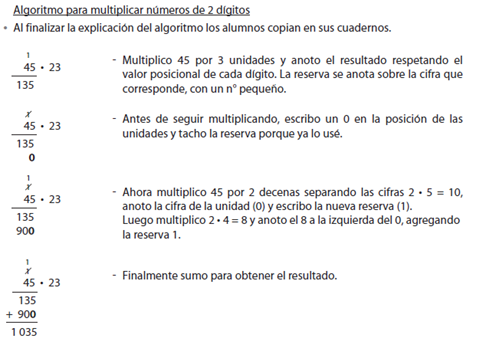 Algoritmo para multiplicar números de 2 dígitos
• Al finalizar la explicación del algoritmo los alumnos copian en sus cuadernos.
1
45 • 23
135
- Multiplico 45 por 3 unidades y anoto el resultado respetando el
valor posicional de cada dígito. La reserva se anota sobre la cifra que
corresponde, con un n° pequeño.
1
45 • 23
135
0
- Antes de seguir multiplicando, escribo un 0 en la posición de las
unidades y tacho la reserva porque ya lo usé.
1
1
45 • 23
135
900
- Ahora multiplico 45 por 2 decenas separando las cifras 2 • 5 = 10,
anoto la cifra de la unidad (0) y escribo la nueva reserva (1).
Luego multiplico 2 • 4 = 8 y anoto el 8 a la izquierda del 0, agregando
la reserva 1.
1
1
45 • 23
135
+ 900
1 035
- Finalmente sumo para obtener el resultado.